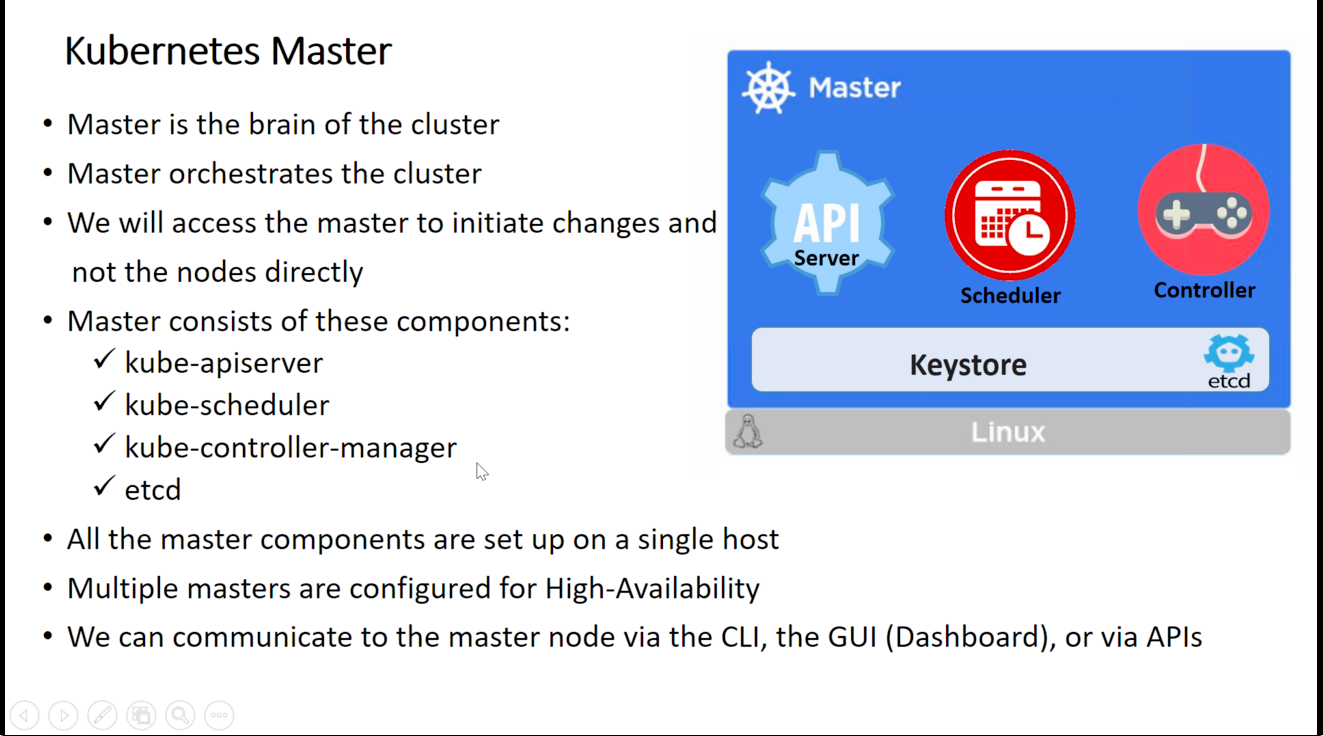 Kubernetes Master
• Master is the brain of the cluster
• Master orchestrates the cluster
• We will access the master to initiate changes and
not the nodes directly
• Master consists of these components:
✓ kube-apiserver
✓ kube-scheduler
✓ kube-controller-manager
✓ etcd
• All the master components are set up on a single host
• Multiple masters are configured for High-Availability
• We can communicate to the master node via the CLI, the GUI (Dashboard), or via APIs
Master
API
Server
Scheduler
Controller
Keystore
etcd
Linux